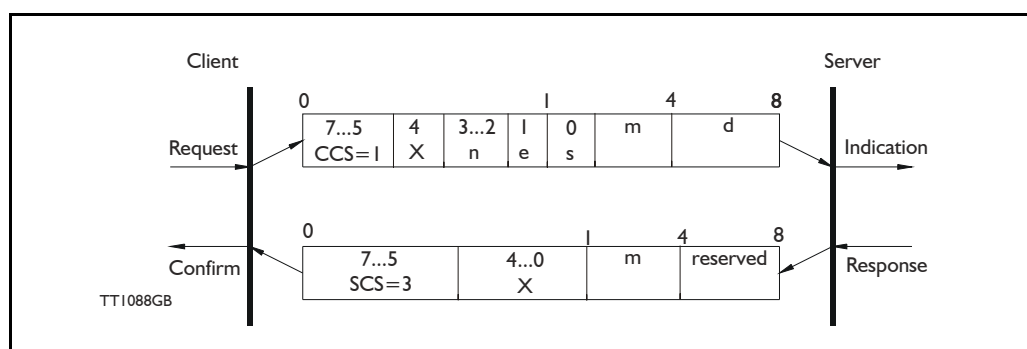 Client Server
0 1 4 8
7...5 4 3...2 1 0 m d
Request Indication
CCS=1 X n e s
0 1 4 8
7...5 4...0 m reserved
Confirm Response
SCS=3 X
TT1088GB